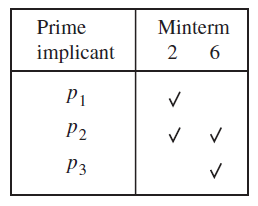 Prime Minterm
implicant 2 6
p1 ✓
p2 ✓ ✓
p3 ✓